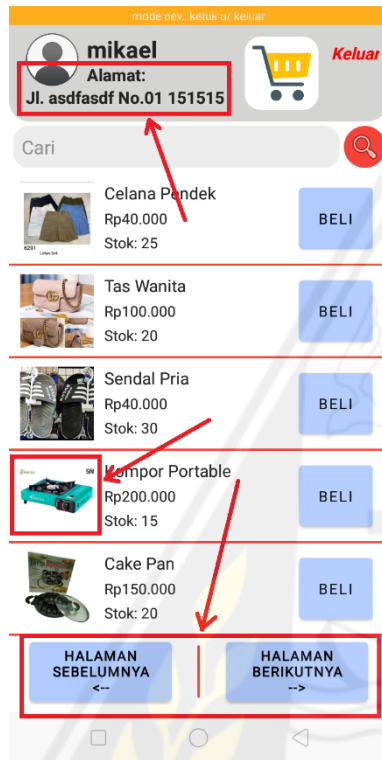 mode dev., ketuk u/ keluar
mikael
Alamat:
Jl. asdfasdf No.01 151515
Keluar
Cari
Celana Pendek
Rp40.000
Stok: 25
BELI
6291
Tas Wanita
Rp100.000
Stok: 20
BELI
Sendal Pria
Rp40.000
Stok: 30
BELI
SN
Kompor Portable
Rp200.000
Stok: 15
BELI
Cake Pan
Rp150.000
Stok: 20
BELI
HALAMAN
SEBELUMNYA
<--
HALAMAN
BERIKUTNYA
-->